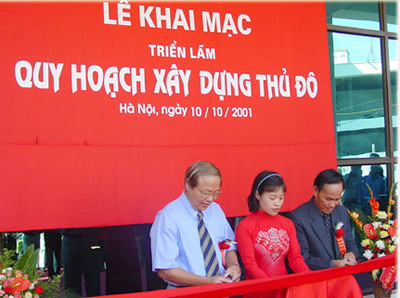 LỄ KHAI MẠC
TRIỂN LÃM
QUY HOẠCH XÂY DỰNG THỦ ĐÔ
Hà Nội, ngày 10 / 10 / 2001